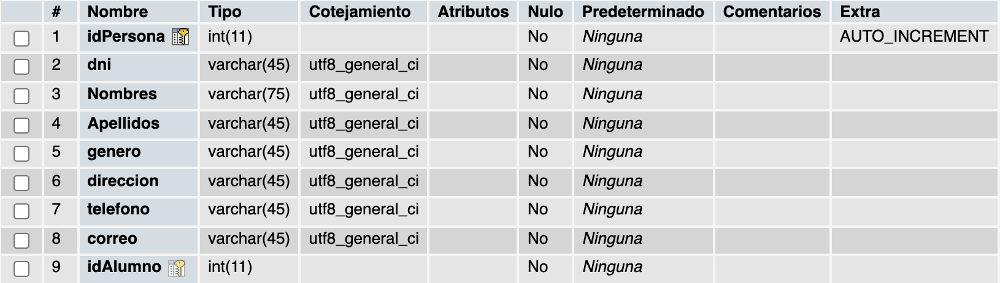 # Nombre Tipo Cotejamiento Atributos Nulo Predeterminado Comentarios Extra
1 idPersona int(11) No Ninguna AUTO_INCREMENT
2 dni varchar(45) utf8_general_ci No Ninguna
3 Nombres varchar(75) utf8_general_ci No Ninguna
4 Apellidos varchar(45) utf8_general_ci No Ninguna
5 genero varchar(45) utf8_general_ci No Ninguna
6 direccion varchar(45) utf8_general_ci No Ninguna
7 telefono varchar(45) utf8_general_ci No Ninguna
8 correo varchar(45) utf8_general_ci No Ninguna
9 idAlumno int(11) No Ninguna